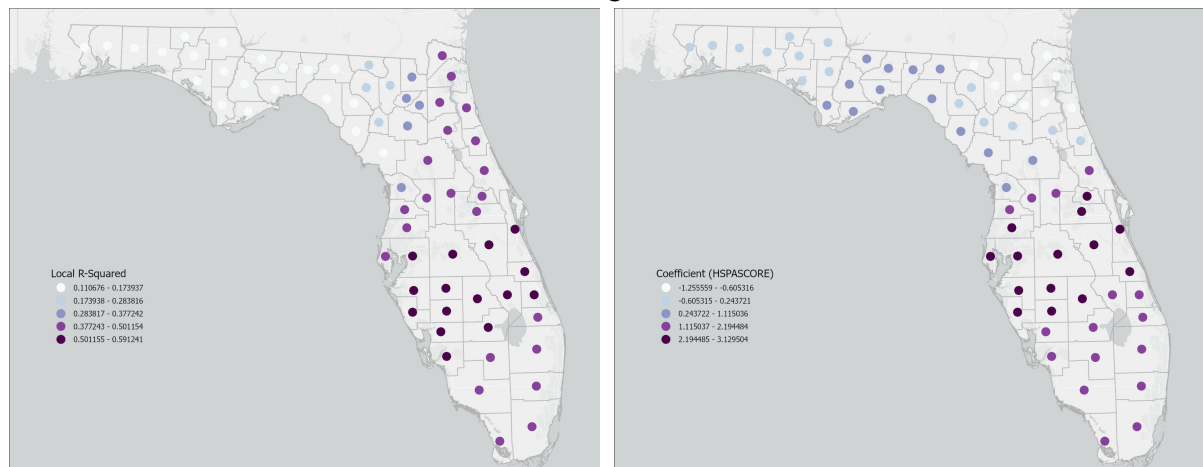 Local R-Squared
0.110676 - 0.173937
0.173938 - 0.283816
0.283817 - 0.377242
0.377243 - 0.501154
0.501155 - 0.591241
Coefficient (HSPASCORE)
-1.255559 - -0.605316
-0.605315 - 0.243721
0.243722 - 1.115036
1.115037 - 2.194484
2.194485 - 3.129504